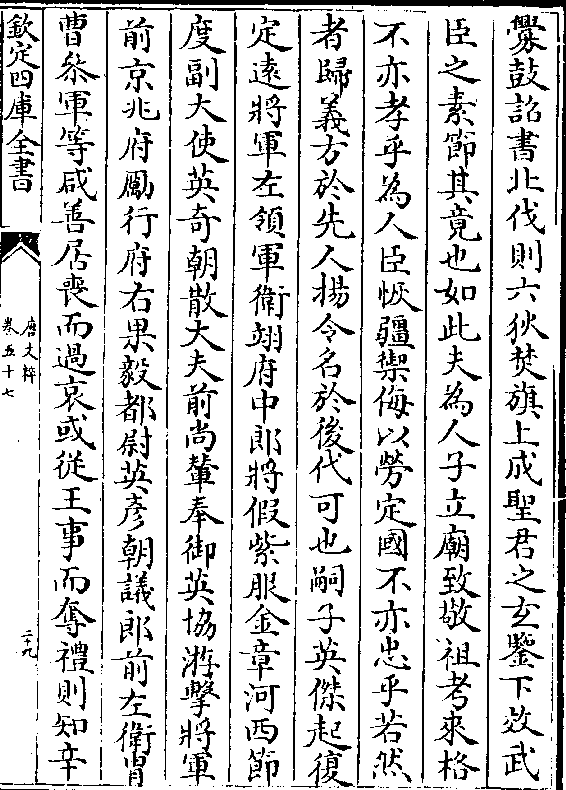 爨鼓詔書北伐則六狄焚旗上成聖君之玄鑒下效武
臣之素節其竟也如此夫為人子立廟致敬祖考來格
不亦孝乎為人臣恢疆禦侮以勞定國不亦忠乎若然
者歸義方於先人揚令名於後代可也嗣子英傑起復
定遠將軍左領軍衛翊府中郎將假紫服金章河西節
度副大使英奇朝散大夫前尚輦奉御英協游擊將軍
前京兆府鳳行府右果毅都尉英彥朝議郎前左衛冑
曹叅軍等咸善居喪而過哀或從王事而奪禮則知辛
欽定四庫全書
唐文粹
卷五十七
二十九